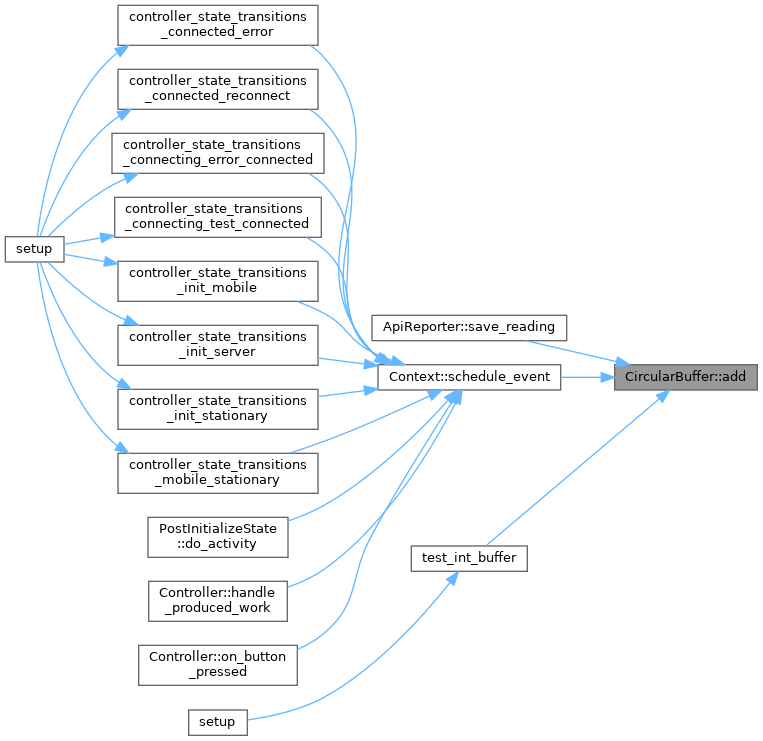 controller_state_transitions
_connected_error
controller_state_transitions
_connected_reconnect
controller_state_transitions
_connecting_error_connected
controller_state_transitions
_connecting_test_connected
setup
controller_state_transitions
_init_mobile
ApiReporter::save_reading
controller_state_transitions
_init_server
Context::schedule_event
CircularBuffer::add
controller_state_transitions
_init_stationary
controller_state_transitions
_mobile_stationary
PostInitializeState
::do_activity
test_int_buffer
Controller::handle
_produced_work
Controller::on_button
_pressed
setup